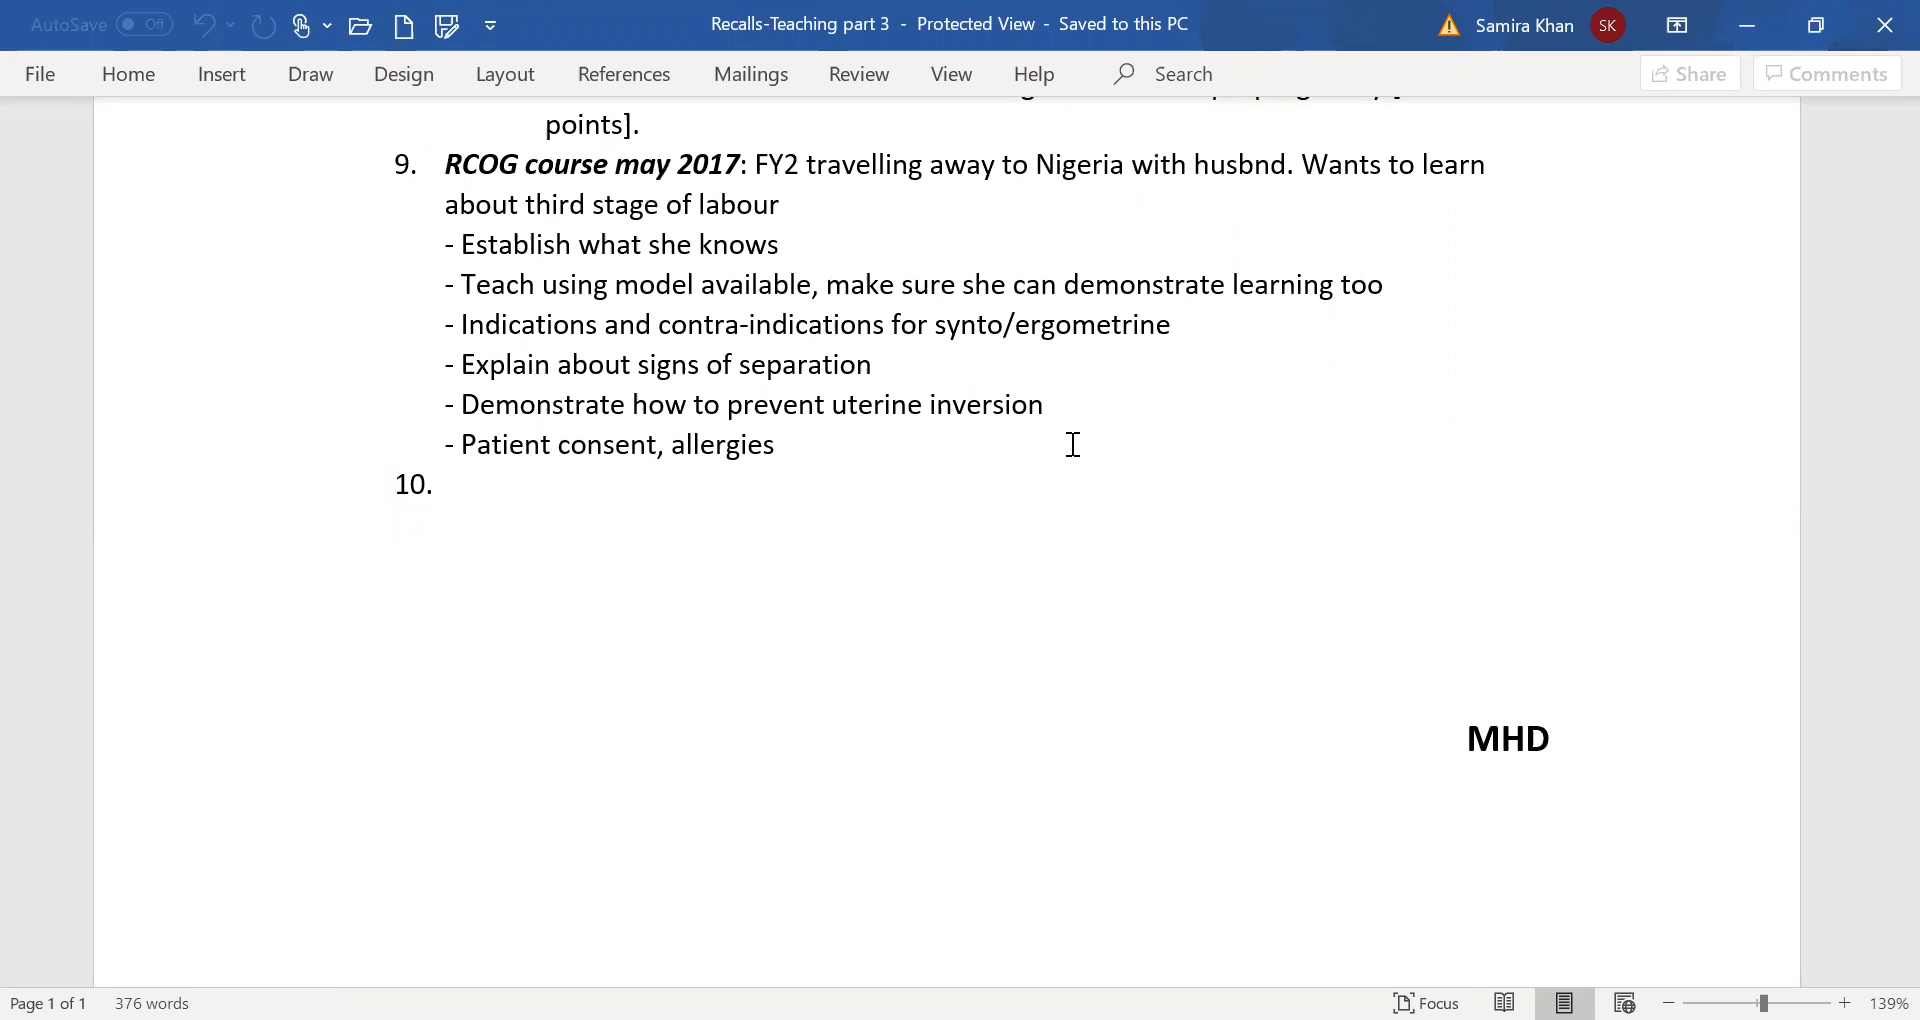 AutoSave Off Recalls-Teaching part 3 - Protected View - Saved to this PC Samira Khan SK
File Home Insert Draw Design Layout References Mailings Review View Help Search Share Comments
points].
9. RCOG course may 2017: FY2 travelling away to Nigeria with husbnd. Wants to learn
about third stage of labour
- Establish what she knows
- Teach using model available, make sure she can demonstrate learning too
- Indications and contra-indications for synto/ergometrine
- Explain about signs of separation
- Demonstrate how to prevent uterine inversion
- Patient consent, allergies
10.
MHD
Page 1 of 1 376 words Focus 139%